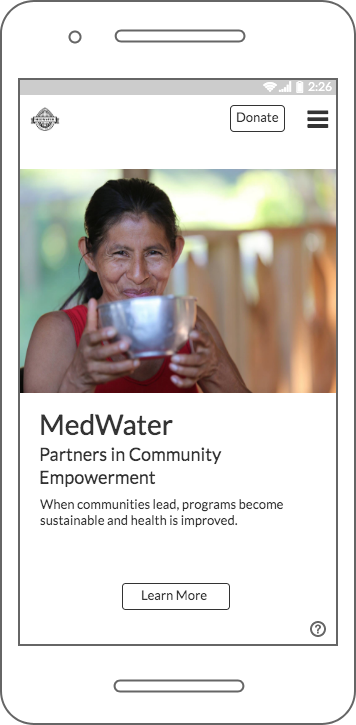 2:26
Donate
MedWater
Partners in Community
Empowerment
When communities lead, programs become
sustainable and health is improved.
Learn More
?